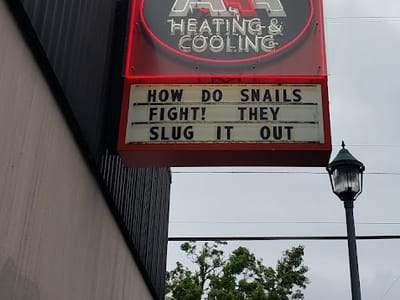 HEATING &
COOLING
HOW DO SNAILS
FIGHT! THEY
SLUG IT OUT